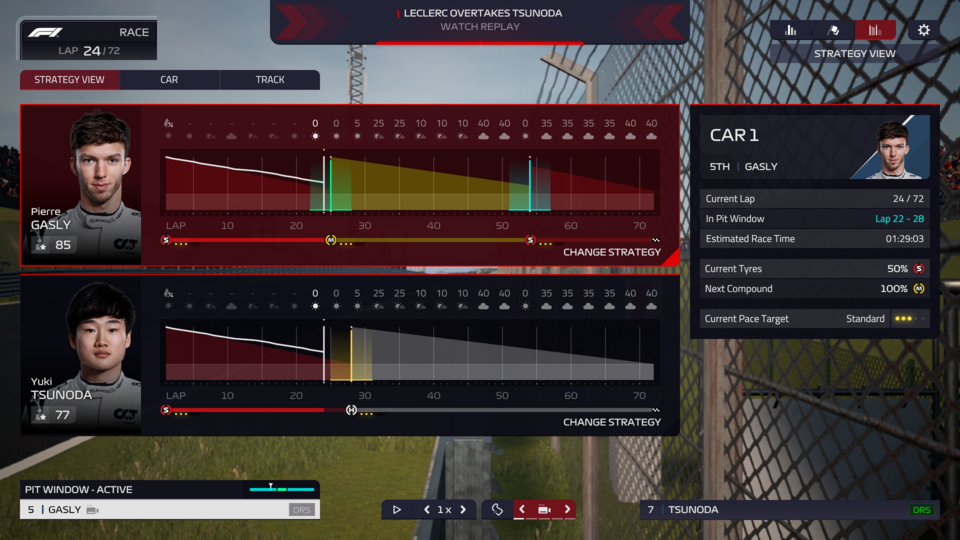 LECLERC OVERTAKES TSUNODA
WATCH REPLAY
F1
RACE
LAP 24/72
STRATEGY VIEW
STRATEGY VIEW CAR TRACK
% - - - - - - 0 0 5 25 25 10 10 10 0 0 35 35 35 35 40 40
Pierre
GASLY
85
LAP 10 20 30 40 50 60 70
S M S
CHANGE STRATEGY
CAR 1
5TH | GASLY
Current Lap 24 / 72
In Pit Window Lap 22 - 28
Estimated Race Time 01:29:03
Current Tyres 50% S
Next Compound 100% M
Current Pace Target Standard
% - - - - - - 0 0 5 25 25 10 10 10 0 0 35 35 35 35 40 40
Yuki
TSUNODA
77
LAP 10 20 30 40 50 60 70
S H
CHANGE STRATEGY
PIT WINDOW - ACTIVE
5 | GASLY DRS
1x
7 | TSUNODA DRS